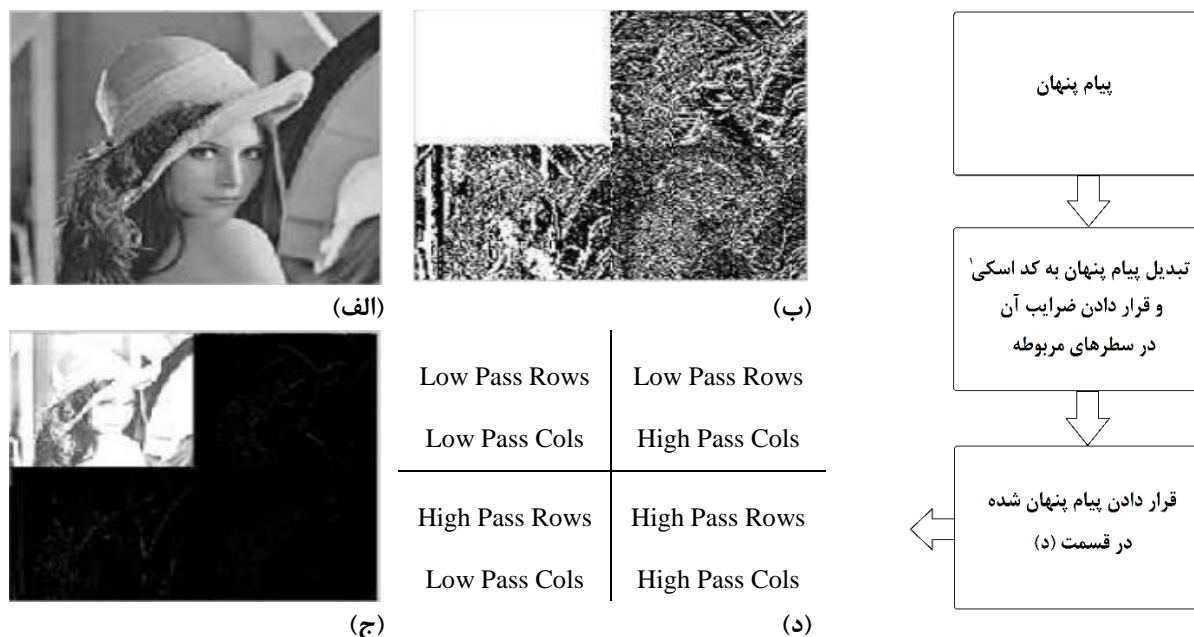 (الف)
(ب)
Low Pass Rows
Low Pass Cols
Low Pass Rows
High Pass Cols
High Pass Rows
Low Pass Cols
High Pass Rows
High Pass Cols
(ج)
(د)
پیام پنهان
تبدیل پیام پنهان به کد اسکی۱
و قرار دادن ضرایب آن
در سطرهای مربوطه
قرار دادن پیام پنهان شده
در قسمت (د)